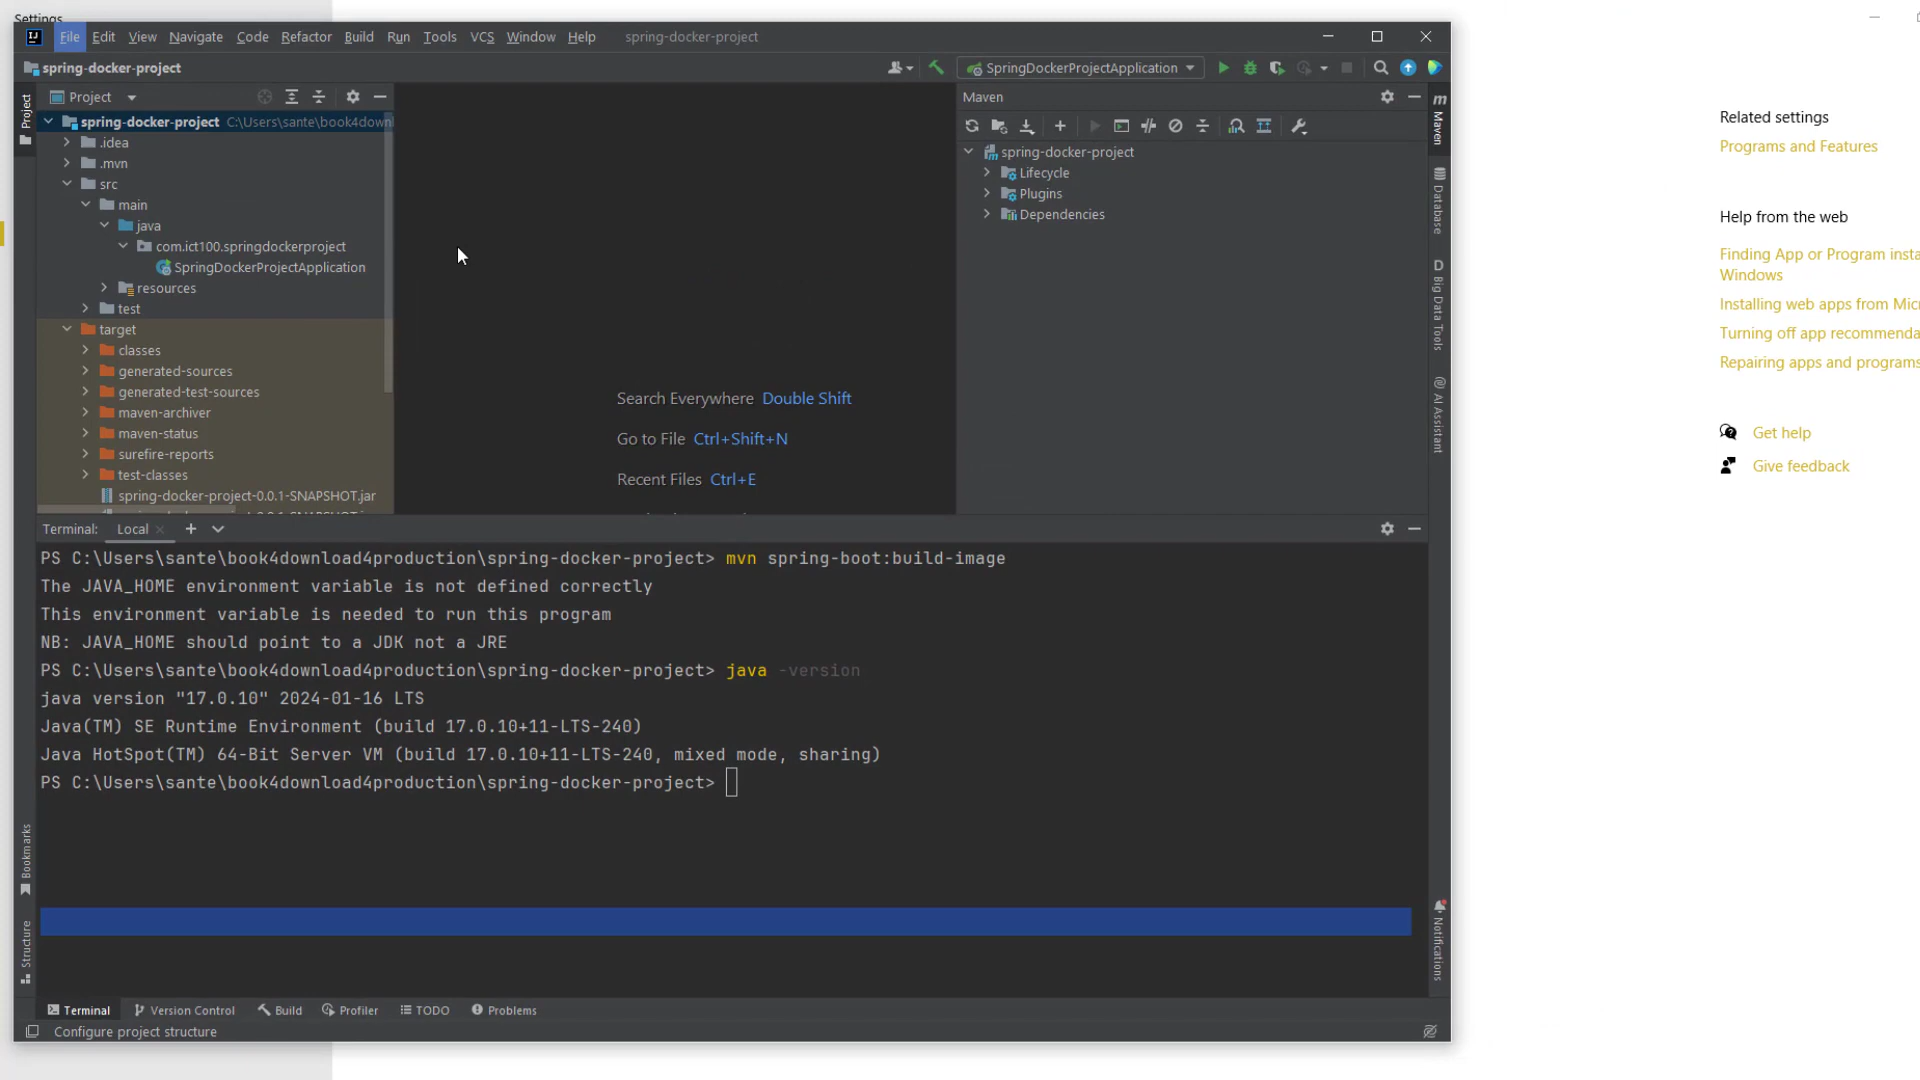 Settings
File Edit View Navigate Code Refactor Build Run Tools VCS Window Help spring-docker-project
spring-docker-project
SpringDockerProjectApplication
Project
Project
spring-docker-project C:\Users\sante\book4downl
.idea
.mvn
src
main
java
com.ict100.springdockerproject
SpringDockerProjectApplication
resources
test
target
classes
generated-sources
generated-test-sources
maven-archiver
maven-status
surefire-reports
test-classes
spring-docker-project-0.0.1-SNAPSHOT.jar
Search Everywhere Double Shift
Go to File Ctrl+Shift+N
Recent Files Ctrl+E
Maven
spring-docker-project
Lifecycle
Plugins
Dependencies
Maven
Database
Big Data Tools
AI Assistant
Notifications
Terminal: Local
PS C:\Users\sante\book4download4production\spring-docker-project> mvn spring-boot:build-image
The JAVA_HOME environment variable is not defined correctly
This environment variable is needed to run this program
NB: JAVA_HOME should point to a JDK not a JRE
PS C:\Users\sante\book4download4production\spring-docker-project> java -version
java version "17.0.10" 2024-01-16 LTS
Java(TM) SE Runtime Environment (build 17.0.10+11-LTS-240)
Java HotSpot(TM) 64-Bit Server VM (build 17.0.10+11-LTS-240, mixed mode, sharing)
PS C:\Users\sante\book4download4production\spring-docker-project>
Bookmarks
Structure
Terminal Version Control Build Profiler TODO Problems
Configure project structure
Related settings
Programs and Features
Help from the web
Finding App or Program insta
Windows
Installing web apps from Mic
Turning off app recommenda
Repairing apps and programs
Get help
Give feedback